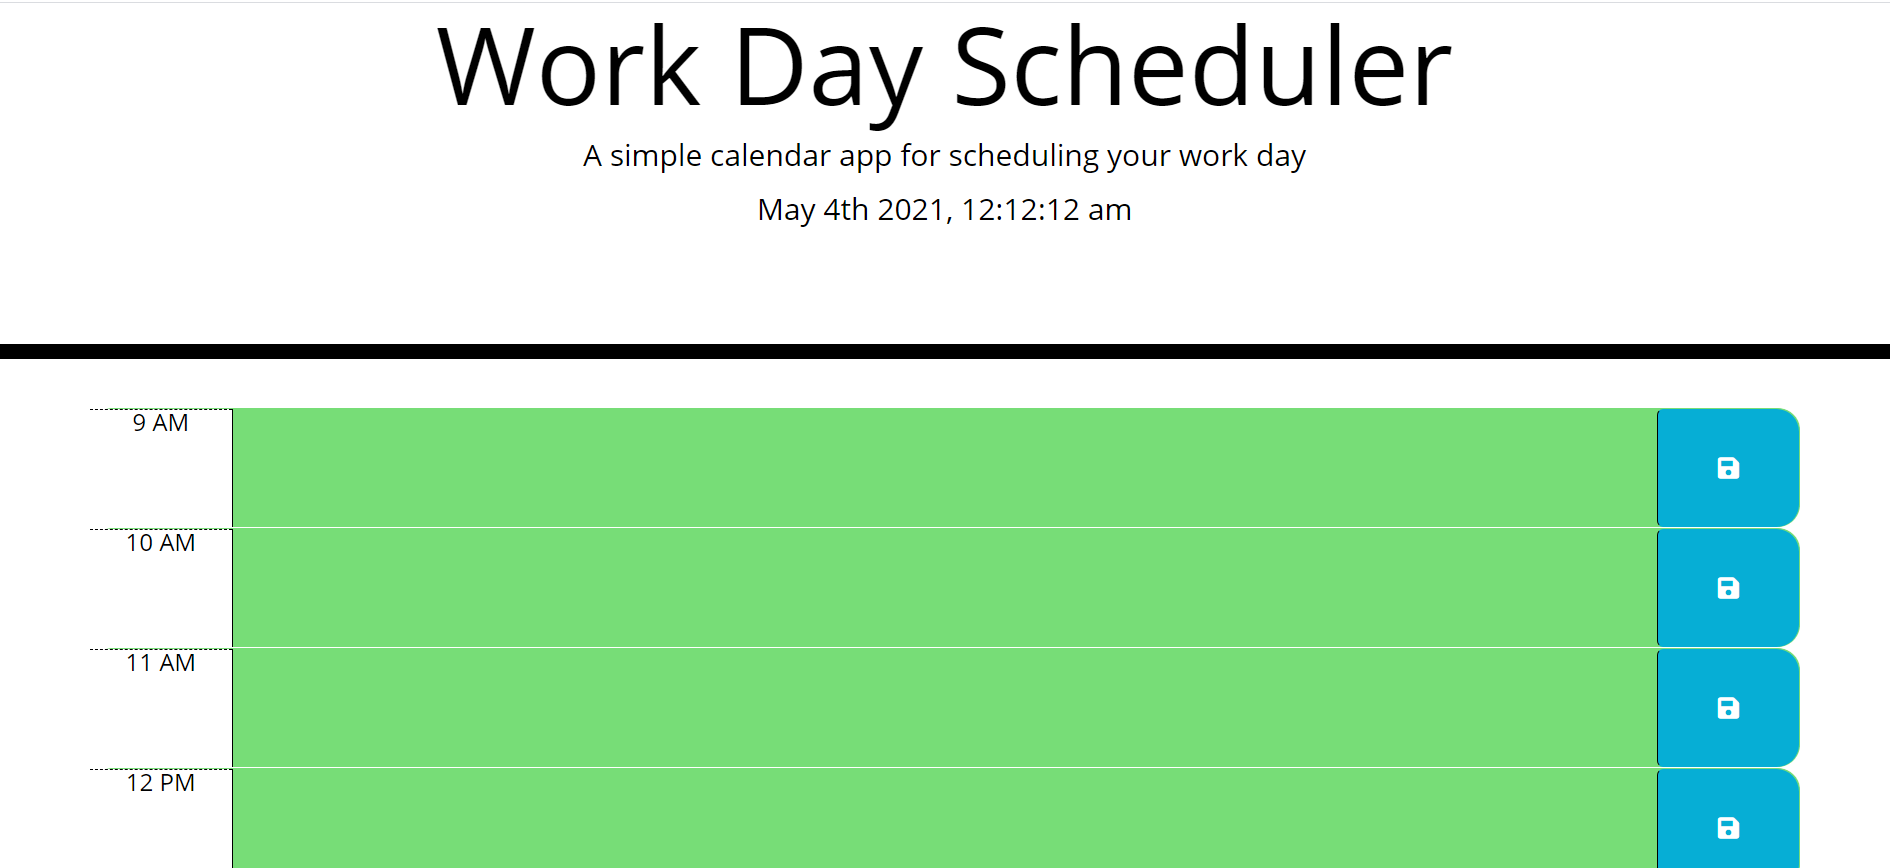 Work Day Scheduler
A simple calendar app for scheduling your work day
May 4th 2021, 12:12:12 am
9 AM
10 AM
11 AM
12 PM